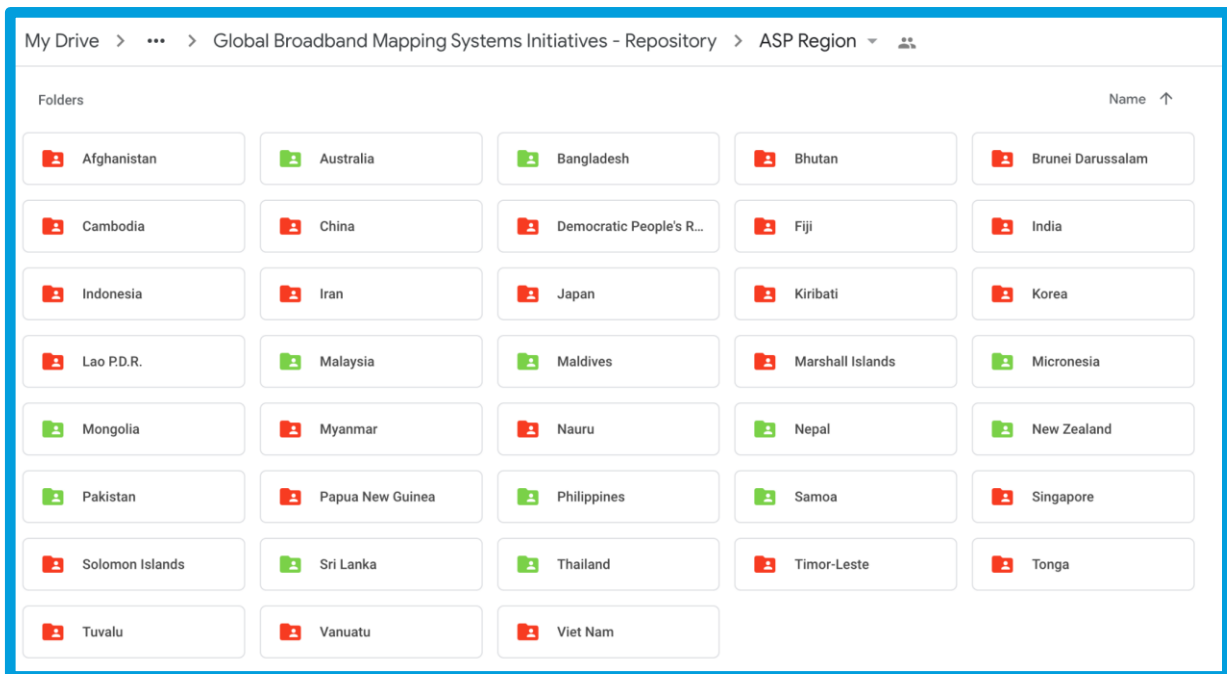 My Drive > ••• > Global Broadband Mapping Systems Initiatives - Repository > ASP Region
Folders Name ↑
Afghanistan Australia Bangladesh Bhutan Brunei Darussalam
Cambodia China Democratic People's R... Fiji India
Indonesia Iran Japan Kiribati Korea
Lao P.D.R. Malaysia Maldives Marshall Islands Micronesia
Mongolia Myanmar Nauru Nepal New Zealand
Pakistan Papua New Guinea Philippines Samoa Singapore
Solomon Islands Sri Lanka Thailand Timor-Leste Tonga
Tuvalu Vanuatu Viet Nam